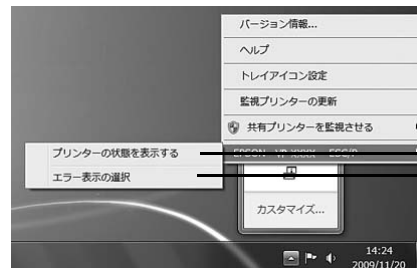 バージョン情報...
ヘルプ
トレイアイコン設定
監視プリンターの更新
共有プリンターを監視させる
EPSON VP-XXXX ESC/P
プリンターの状態を表示する
エラー表示の選択
カスタマイズ...
14:24
2009/11/20